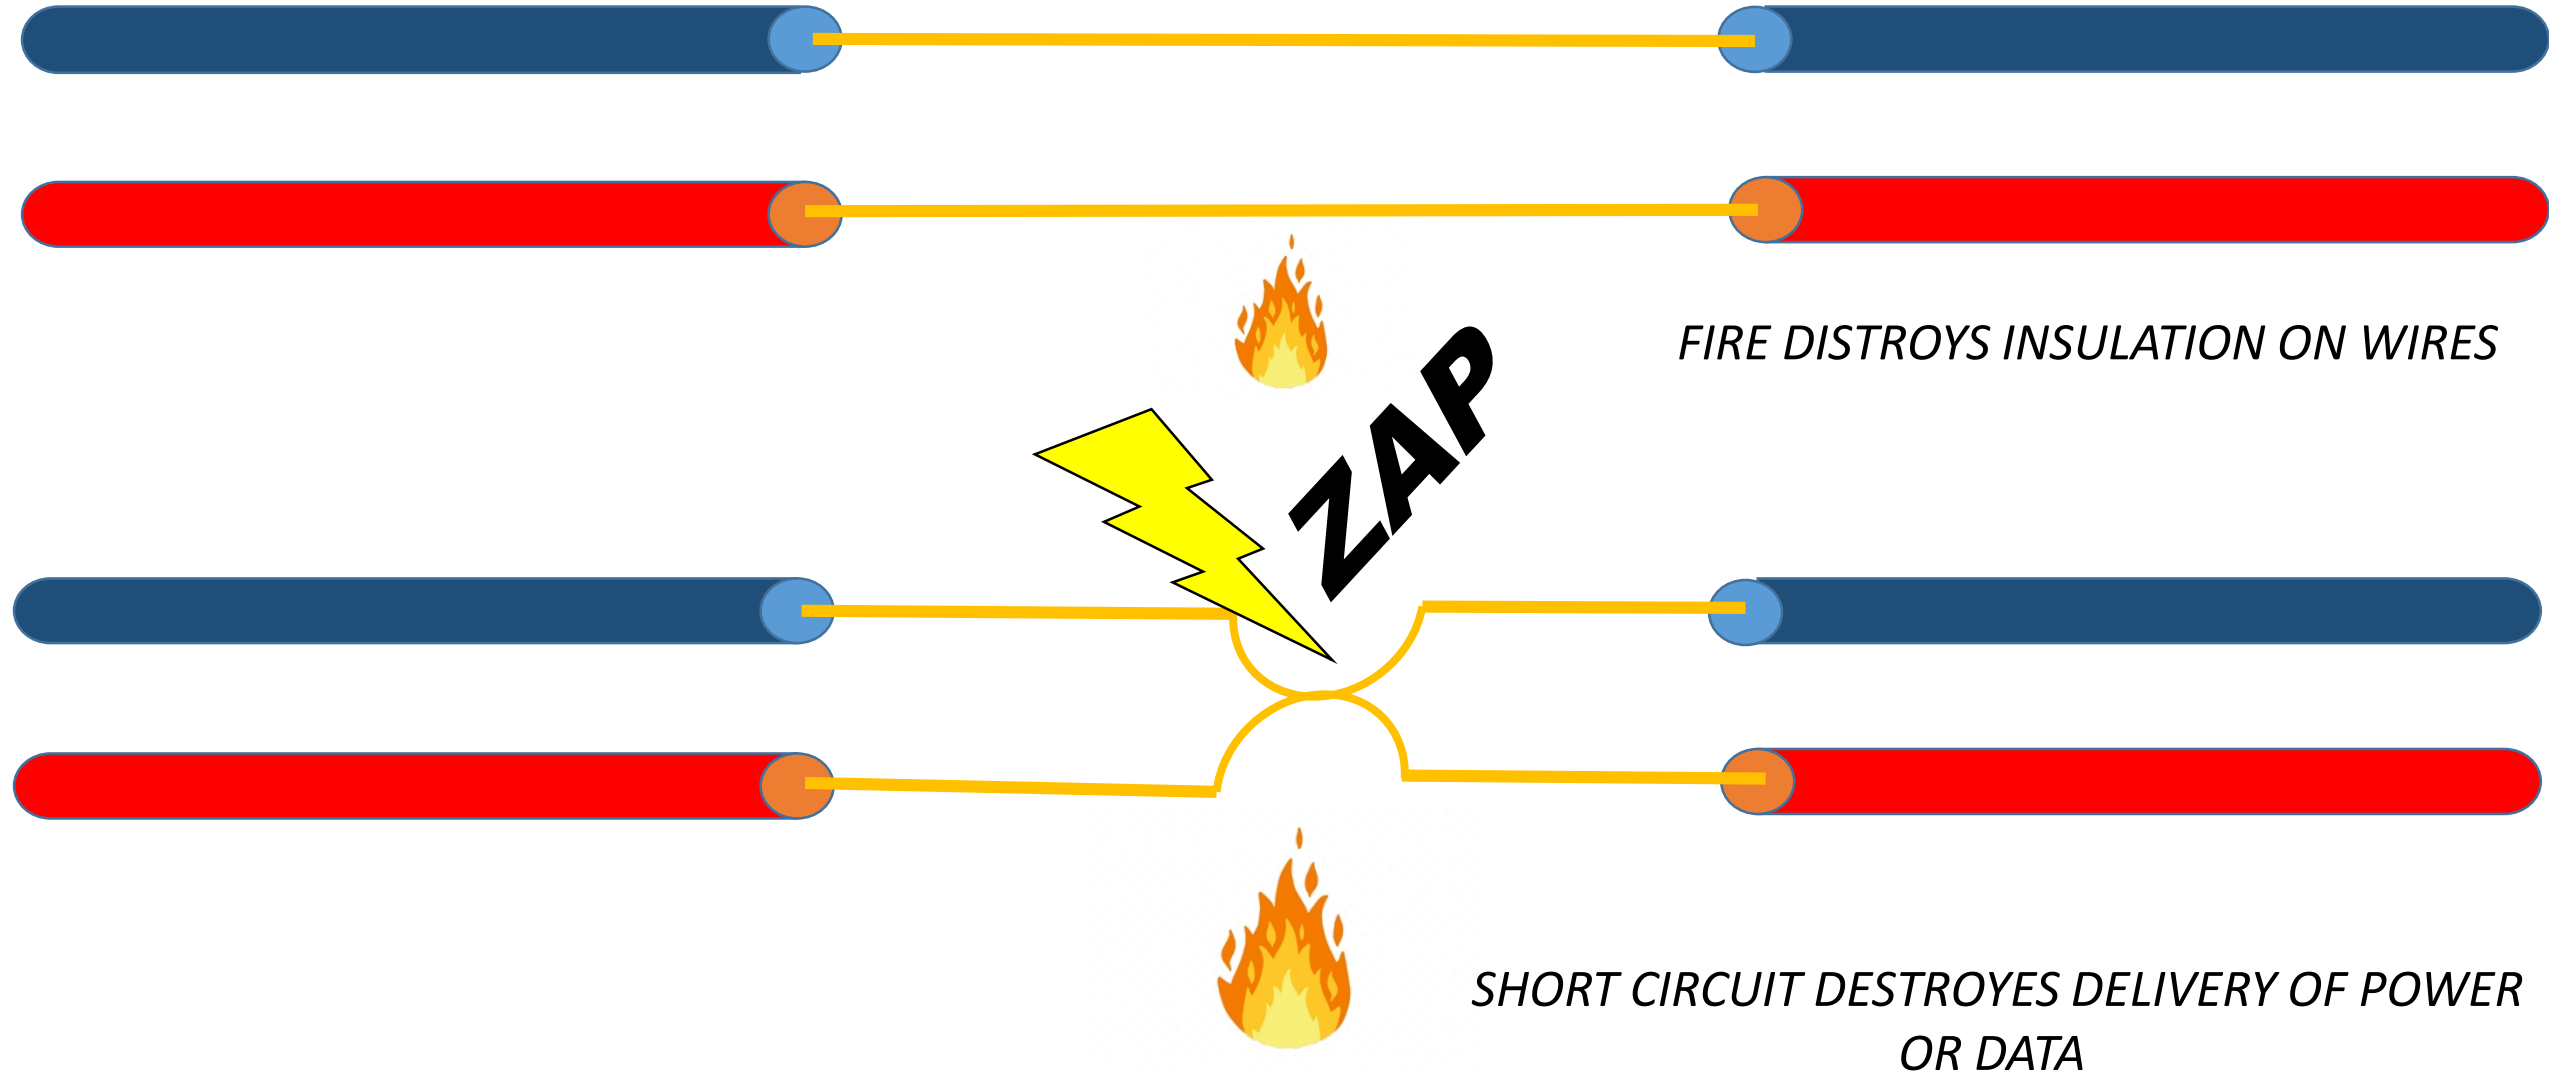 FIRE DISTROYS INSULATION ON WIRES
ZAP
SHORT CIRCUIT DESTROYES DELIVERY OF POWER
OR DATA